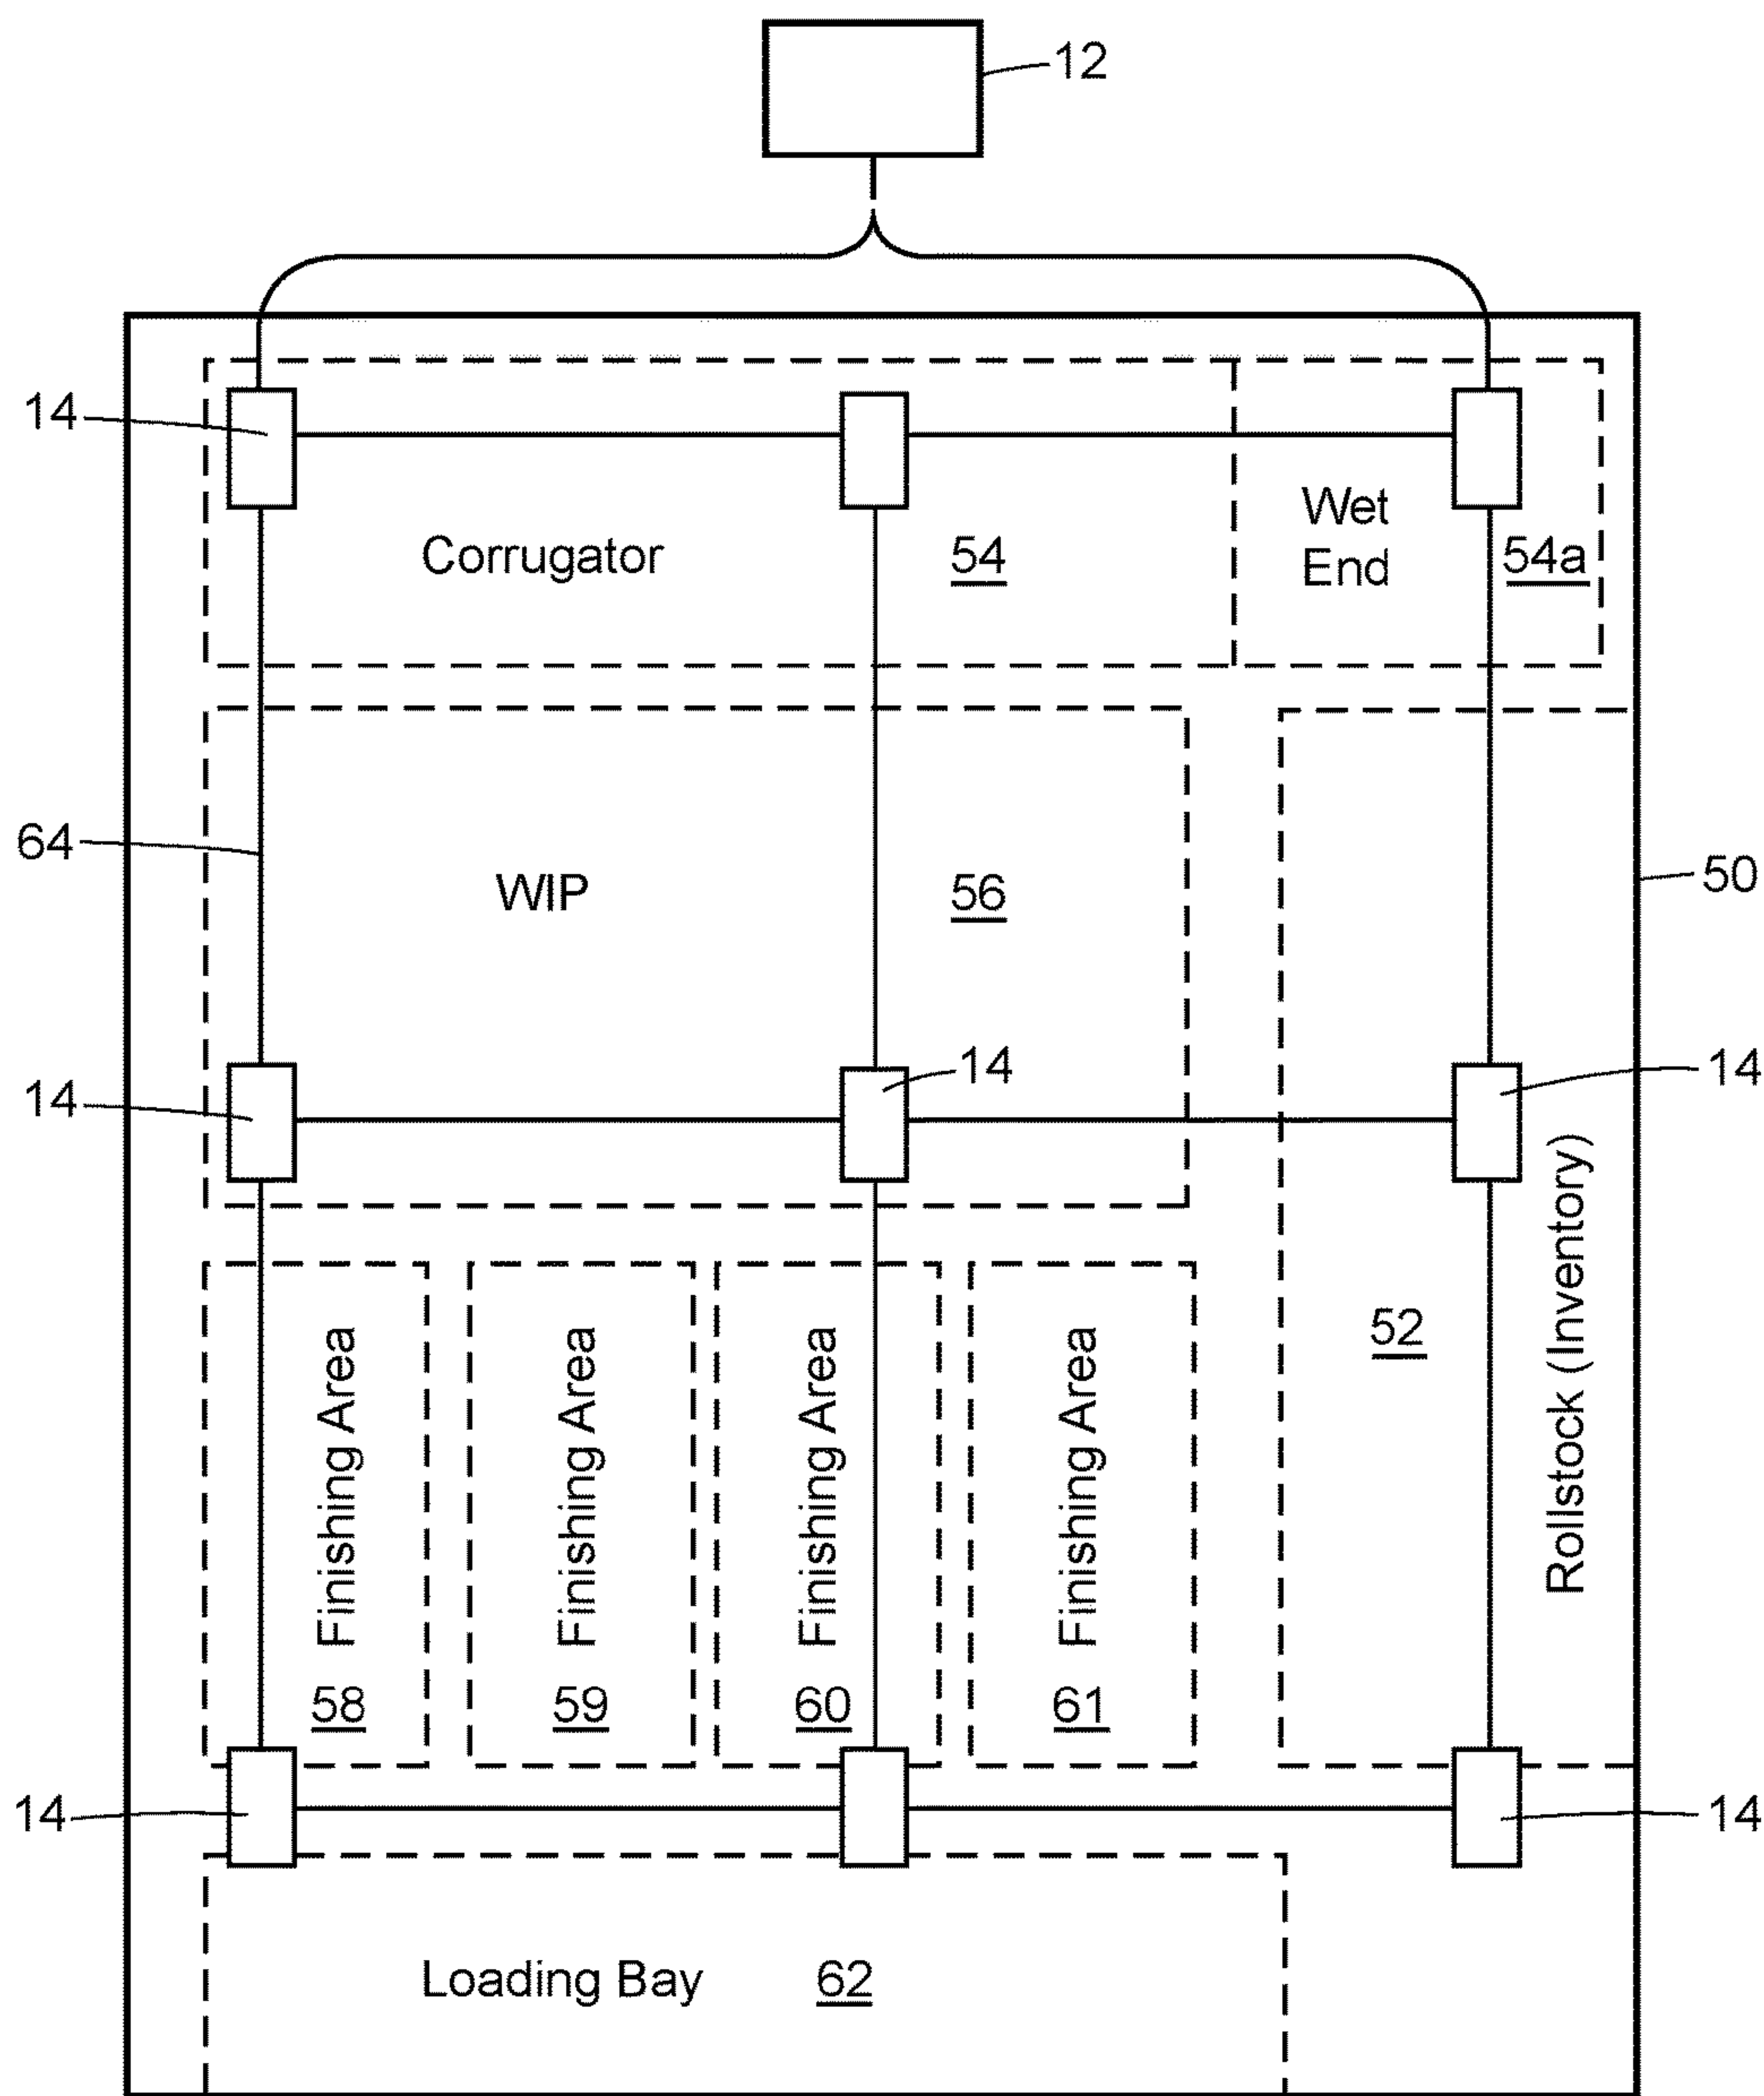 12
14
Corrugator
54
Wet
End
54a
64
WIP
56
50
14
14
14
Rollstock (Inventory)
52
Finishing Area
58
Finishing Area
59
Finishing Area
60
Finishing Area
61
14
14
Loading Bay
62